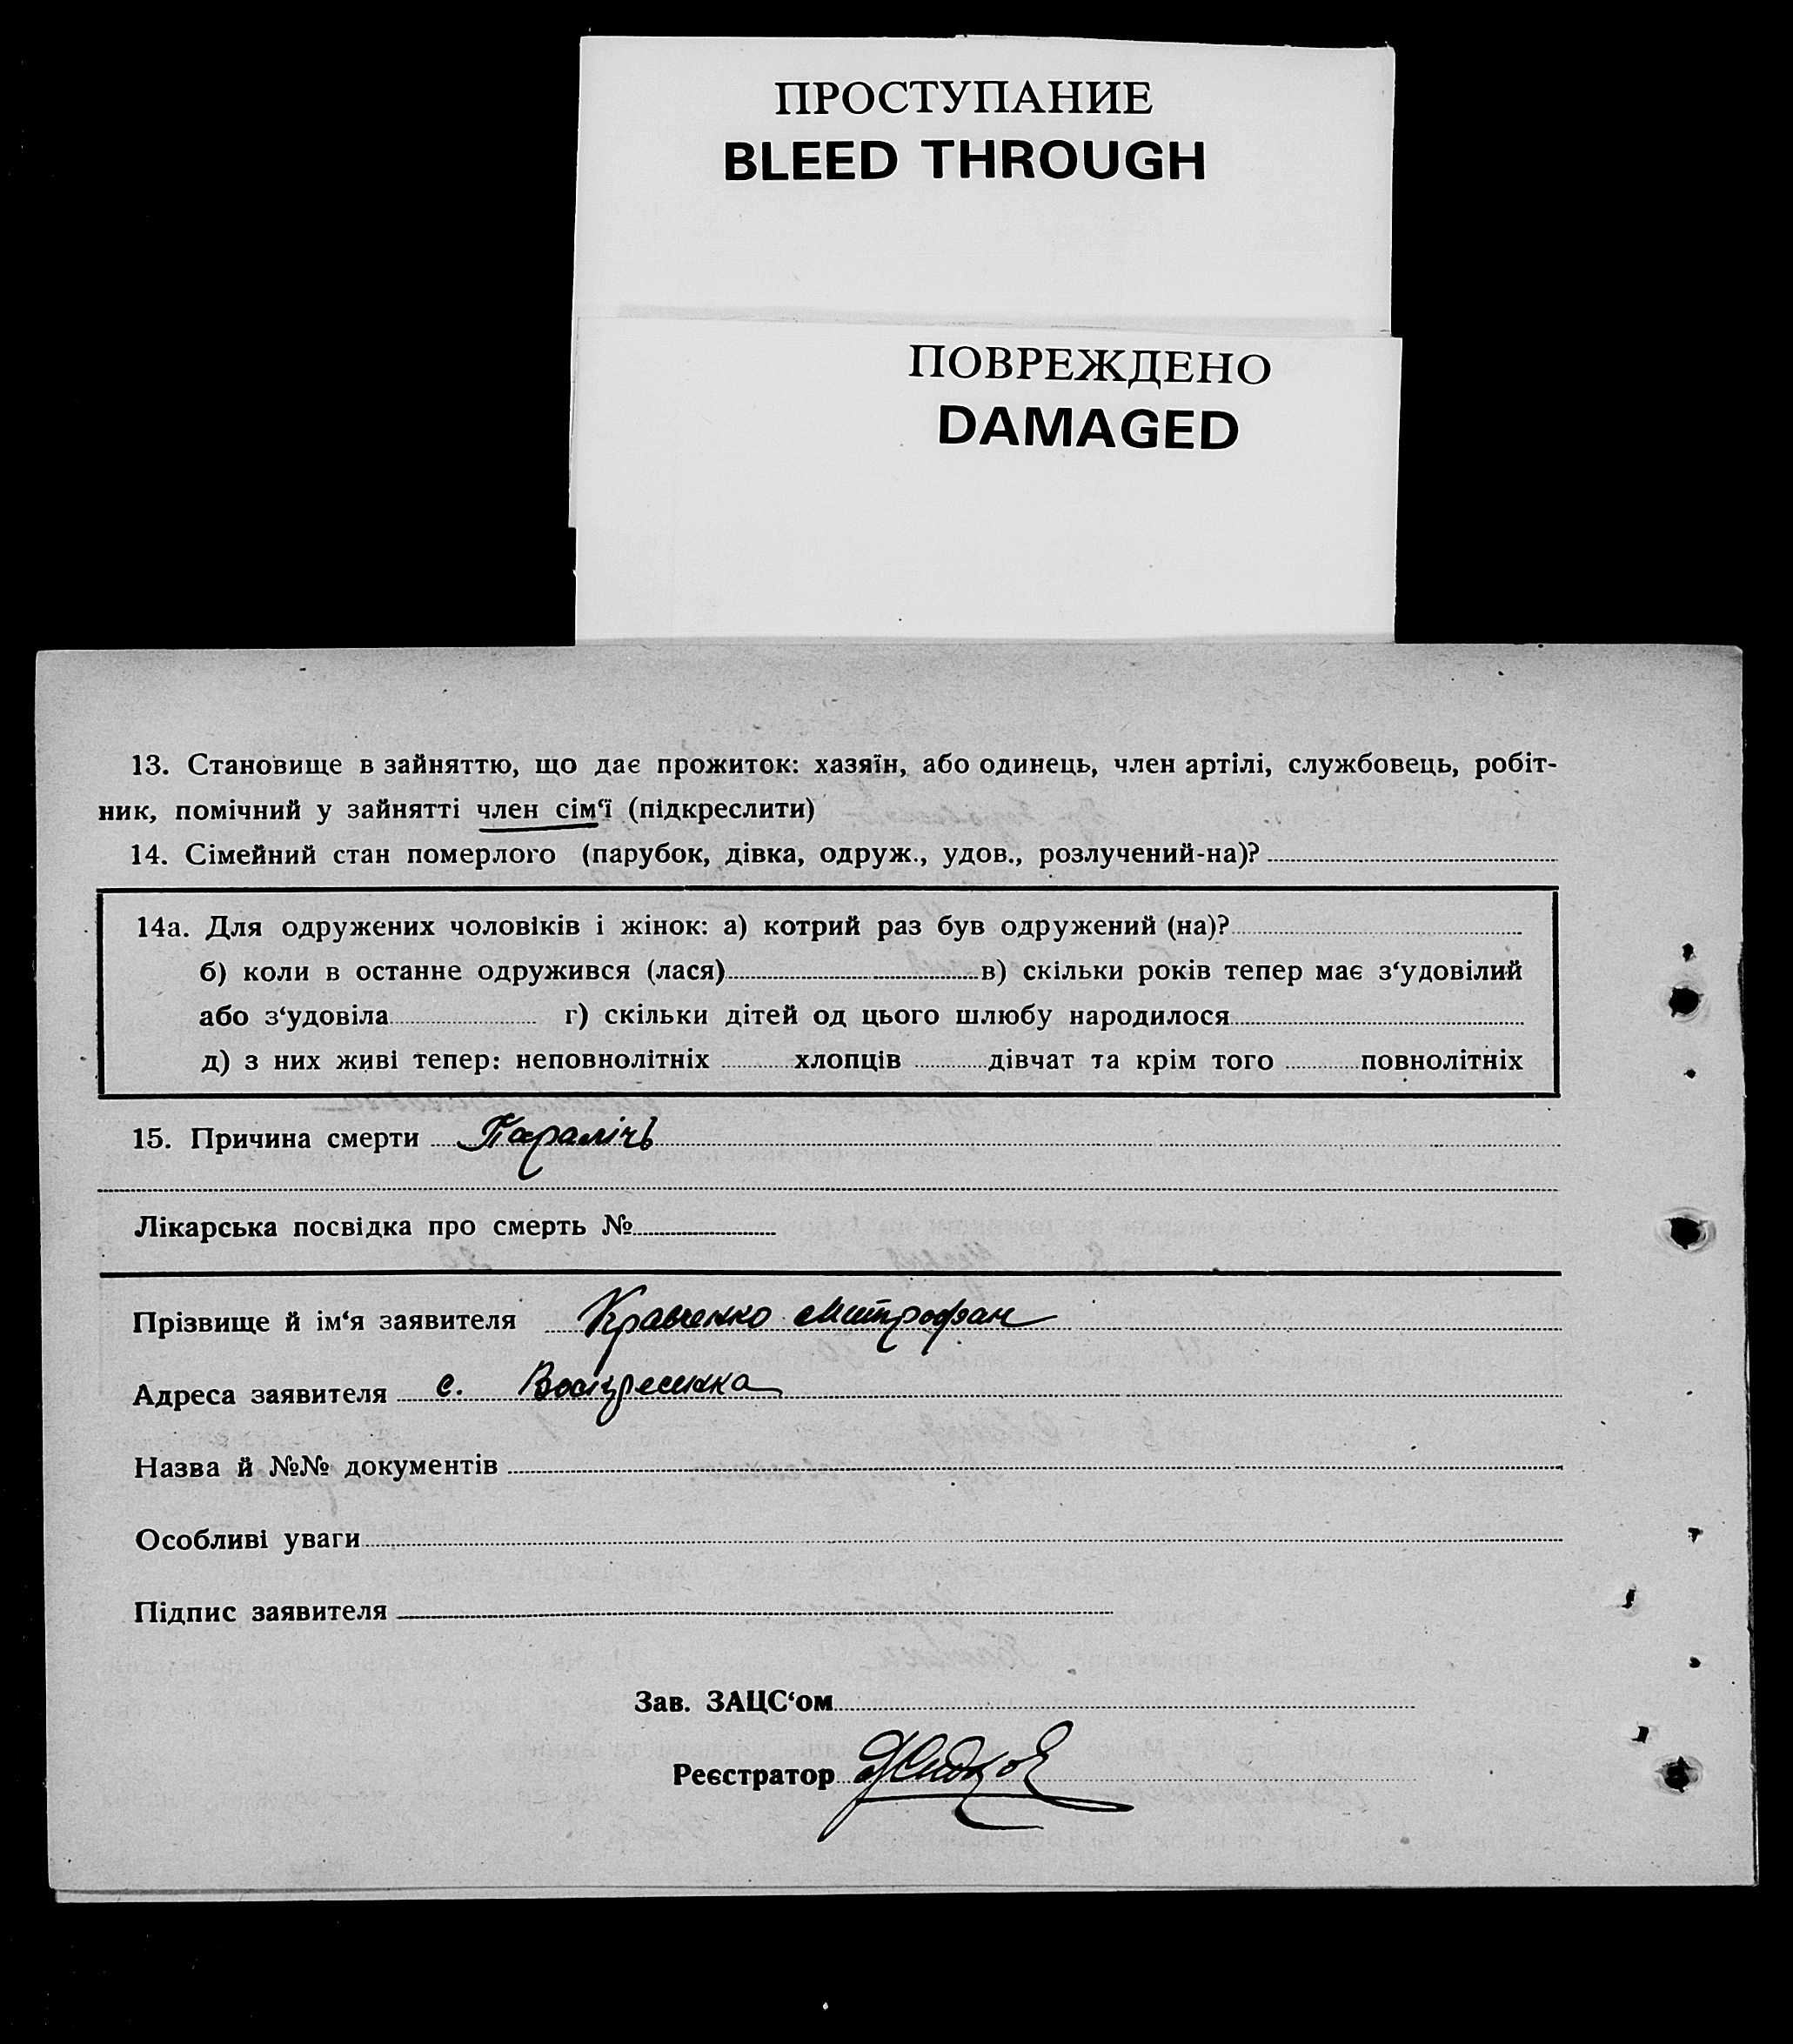 ПРОСТУПАНИЕ
BLEED THROUGH
ПОВРЕЖДЕНО
DAMAGED
13. Становище в зайняттю, що дає прожиток: хазяїн, або одинець, член артілі, службовець, робіт-
ник, помічний у зайнятті член сім‘ї (підкреслити)
14. Сімейний стан померлого (парубок, дівка, одруж., удов., розлучений-на)?
14а. Для одружених чоловіків і жінок: а) котрий раз був одружений (на)?
б) коли в останнє одружився (лася) в) скільки років тепер має з‘удовілий
або з‘удовіла г) скільки дітей од цього шлюбу народилося
д) з них живі тепер: неповнолітніх хлопців дівчат та крім того повнолітніх
15. Причина смерти Параліч
Лікарська посвідка про смерть №
Прізвище й ім‘я заявителя Кравченко Митрофан
Адреса заявителя с. Воскресенка
Назва й №№ документів
Особливі уваги
Підпис заявителя
Зав. ЗАЦС‘ом
Реєстратор